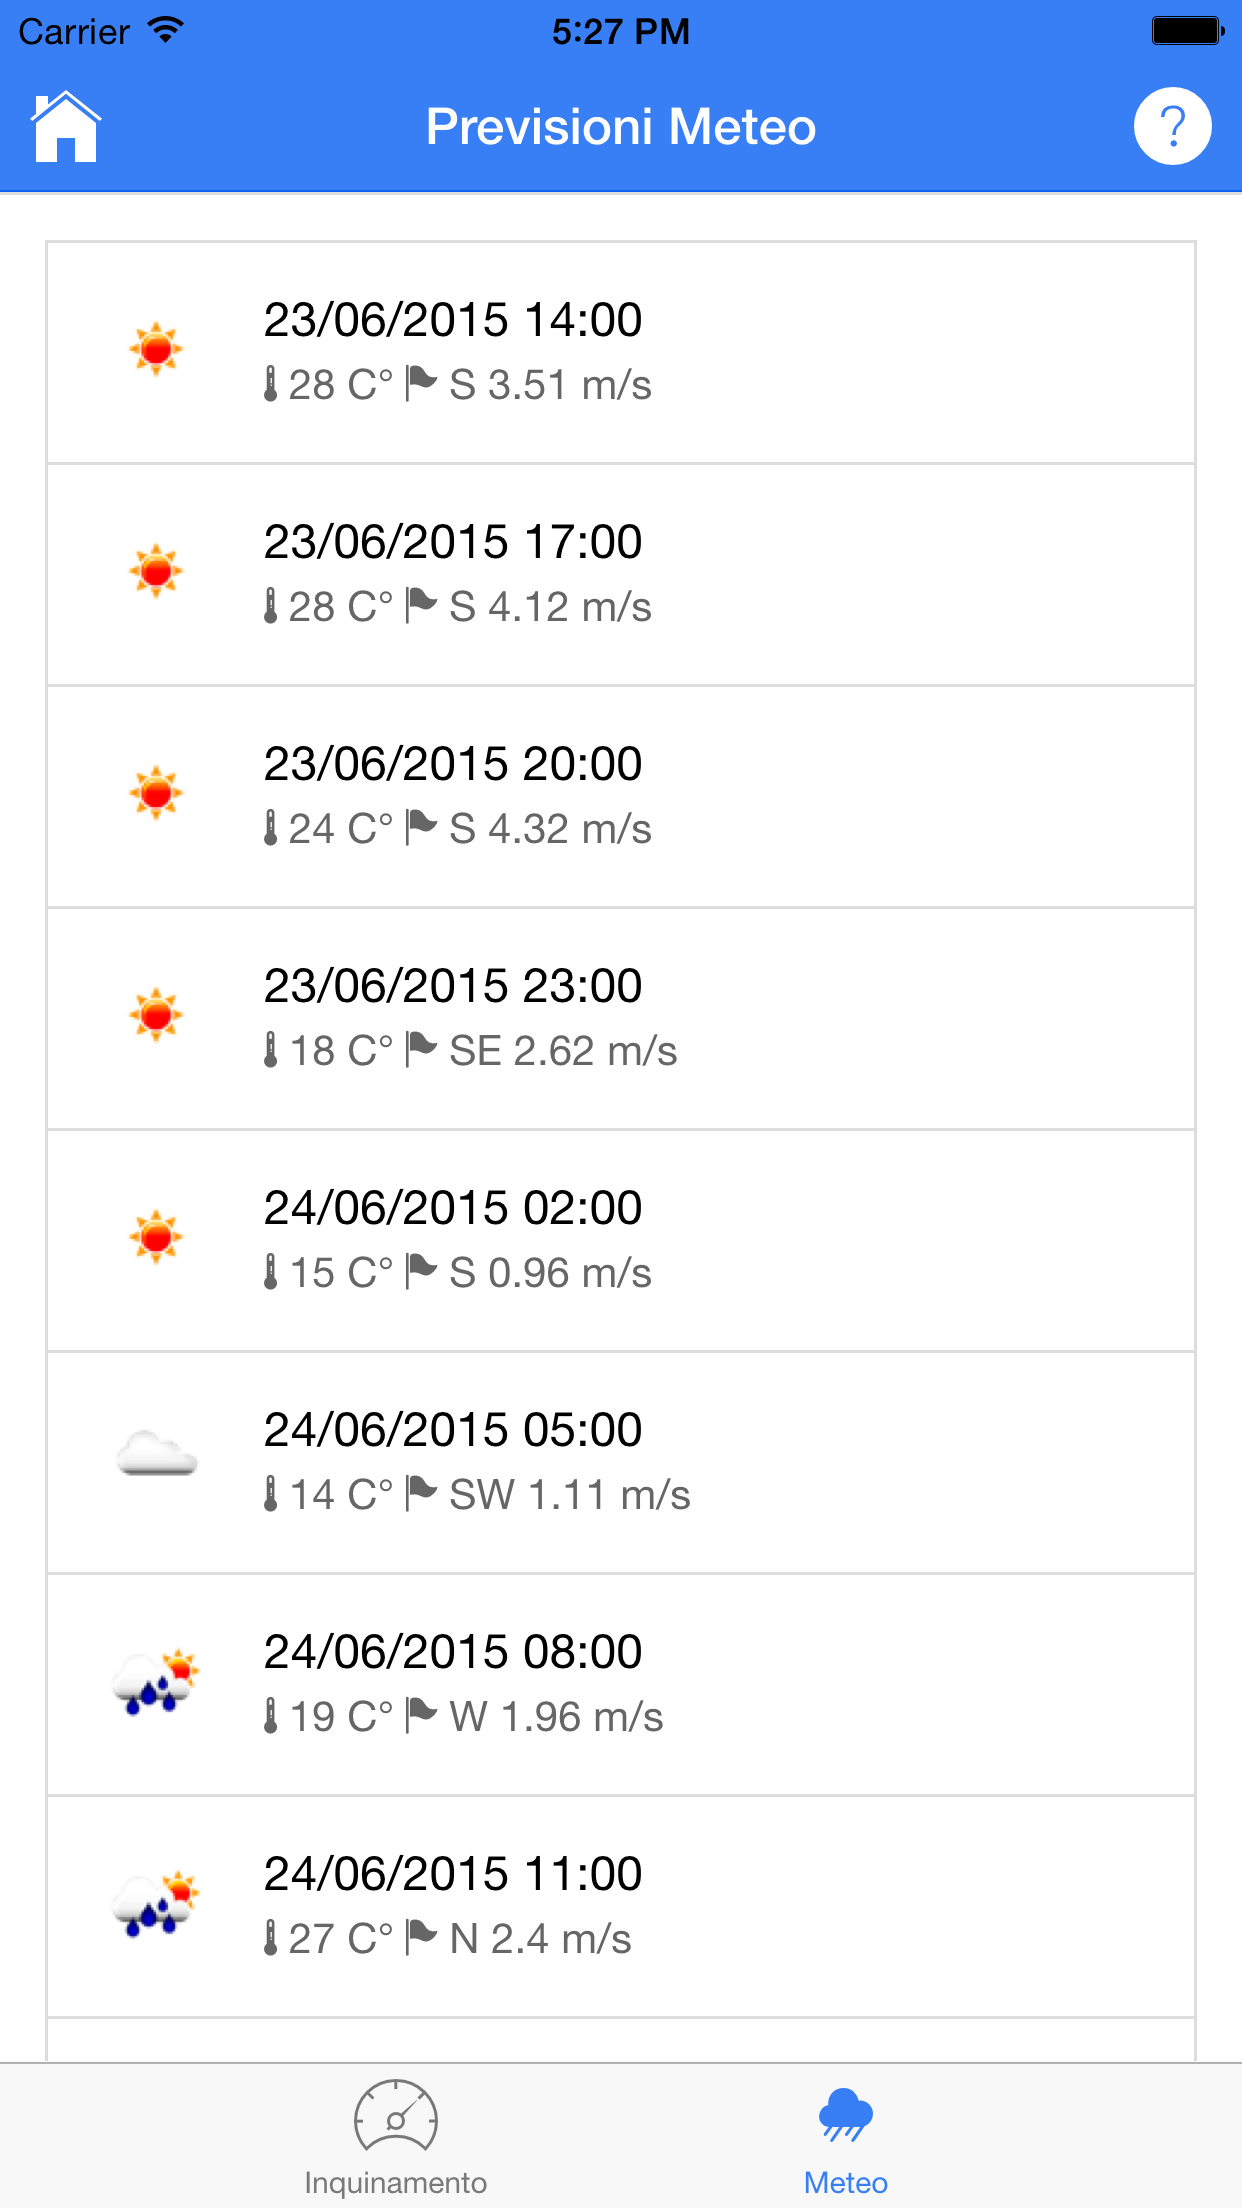 Carrier 5:27 PM
Previsioni Meteo ?
23/06/2015 14:00
28 C° S 3.51 m/s
23/06/2015 17:00
28 C° S 4.12 m/s
23/06/2015 20:00
24 C° S 4.32 m/s
23/06/2015 23:00
18 C° SE 2.62 m/s
24/06/2015 02:00
15 C° S 0.96 m/s
24/06/2015 05:00
14 C° SW 1.11 m/s
24/06/2015 08:00
19 C° W 1.96 m/s
24/06/2015 11:00
27 C° N 2.4 m/s
Inquinamento Meteo